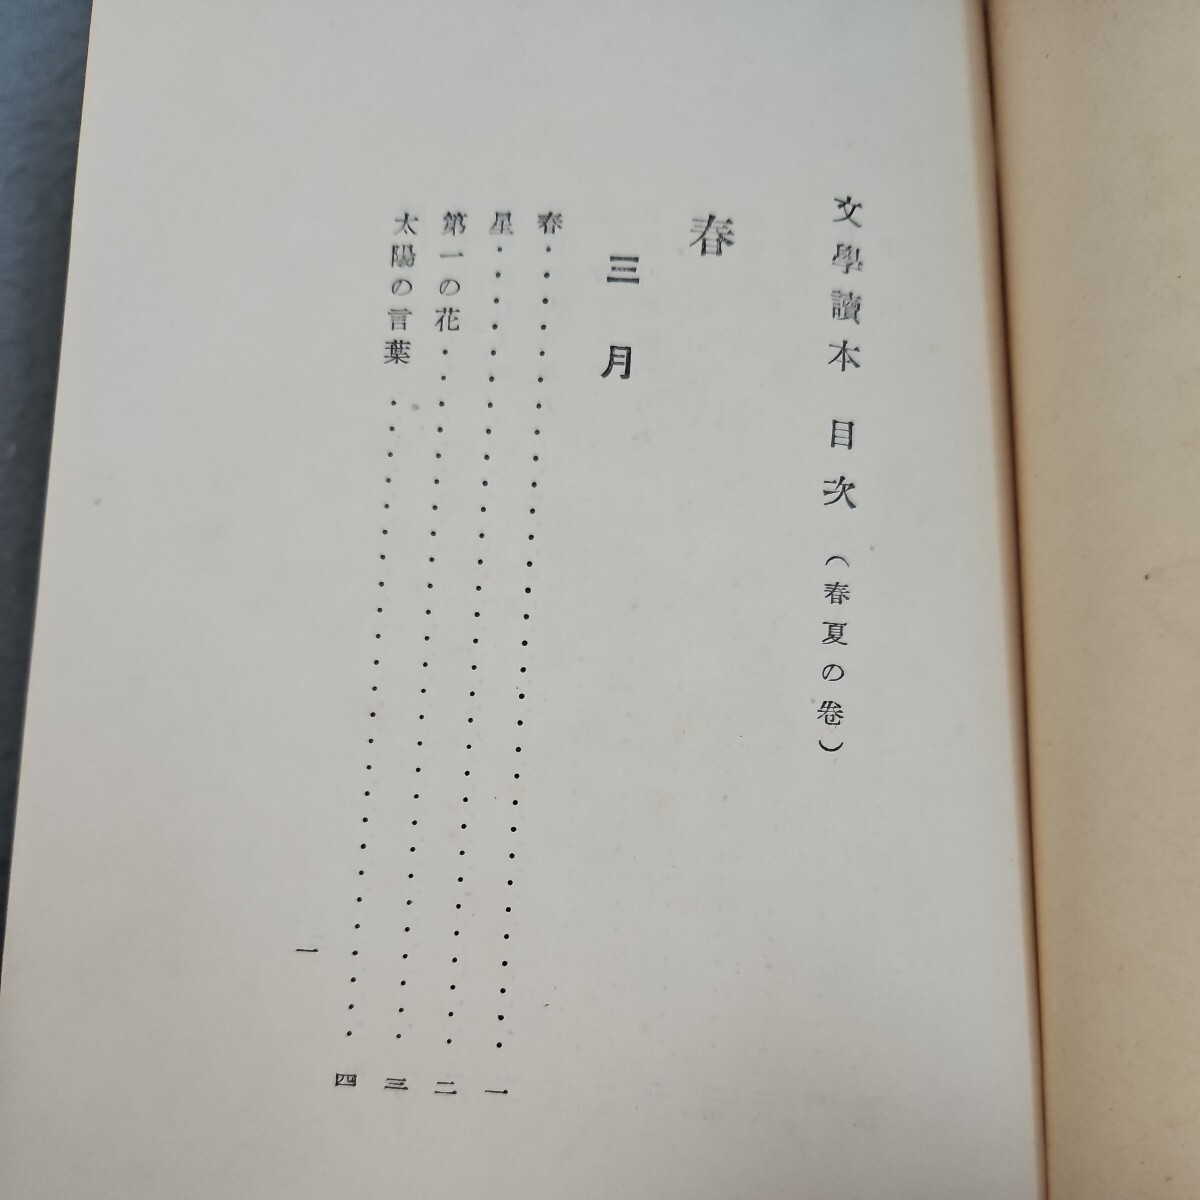 文學讀本 目次 (春夏の卷)
春
三月
春・・・・・・・・・・・・・・・・・・・・・・・・・・・・・・・一
星・・・・・・・・・・・・・・・・・・・・・・・・・・・・・・・二
第一の花・・・・・・・・・・・・・・・・・・・・・・・・・・・三
太陽の言葉・・・・・・・・・・・・・・・・・・・・・・・・・四
一